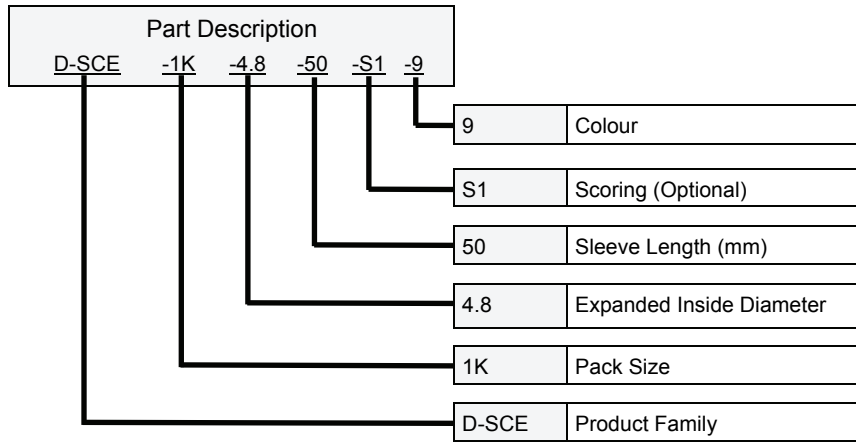 Part Description
D-SCE -1K -4.8 -50 -S1 -9
9 Colour
S1 Scoring (Optional)
50 Sleeve Length (mm)
4.8 Expanded Inside Diameter
1K Pack Size
D-SCE Product Family